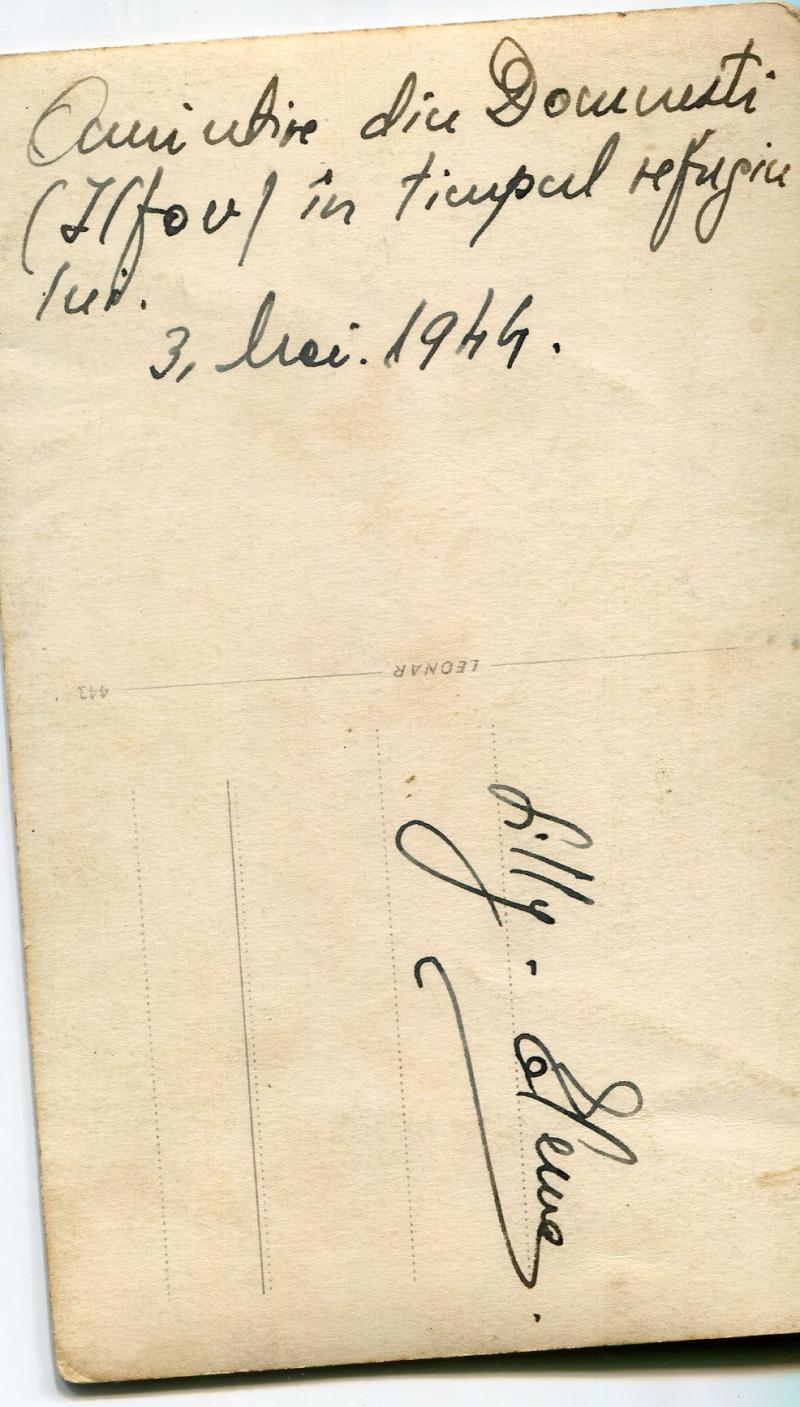 Amintire din Domnesti
(Ilfov) în timpul refugiu
lui.
3, Mai. 1944.
LEONAR
443
Lilly -